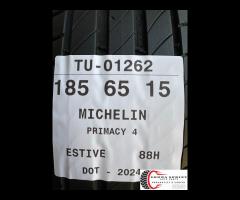 TU-01262
185 65 15
MICHELIN
PRIMACY 4
ESTIVE 88H
DOT - 2024